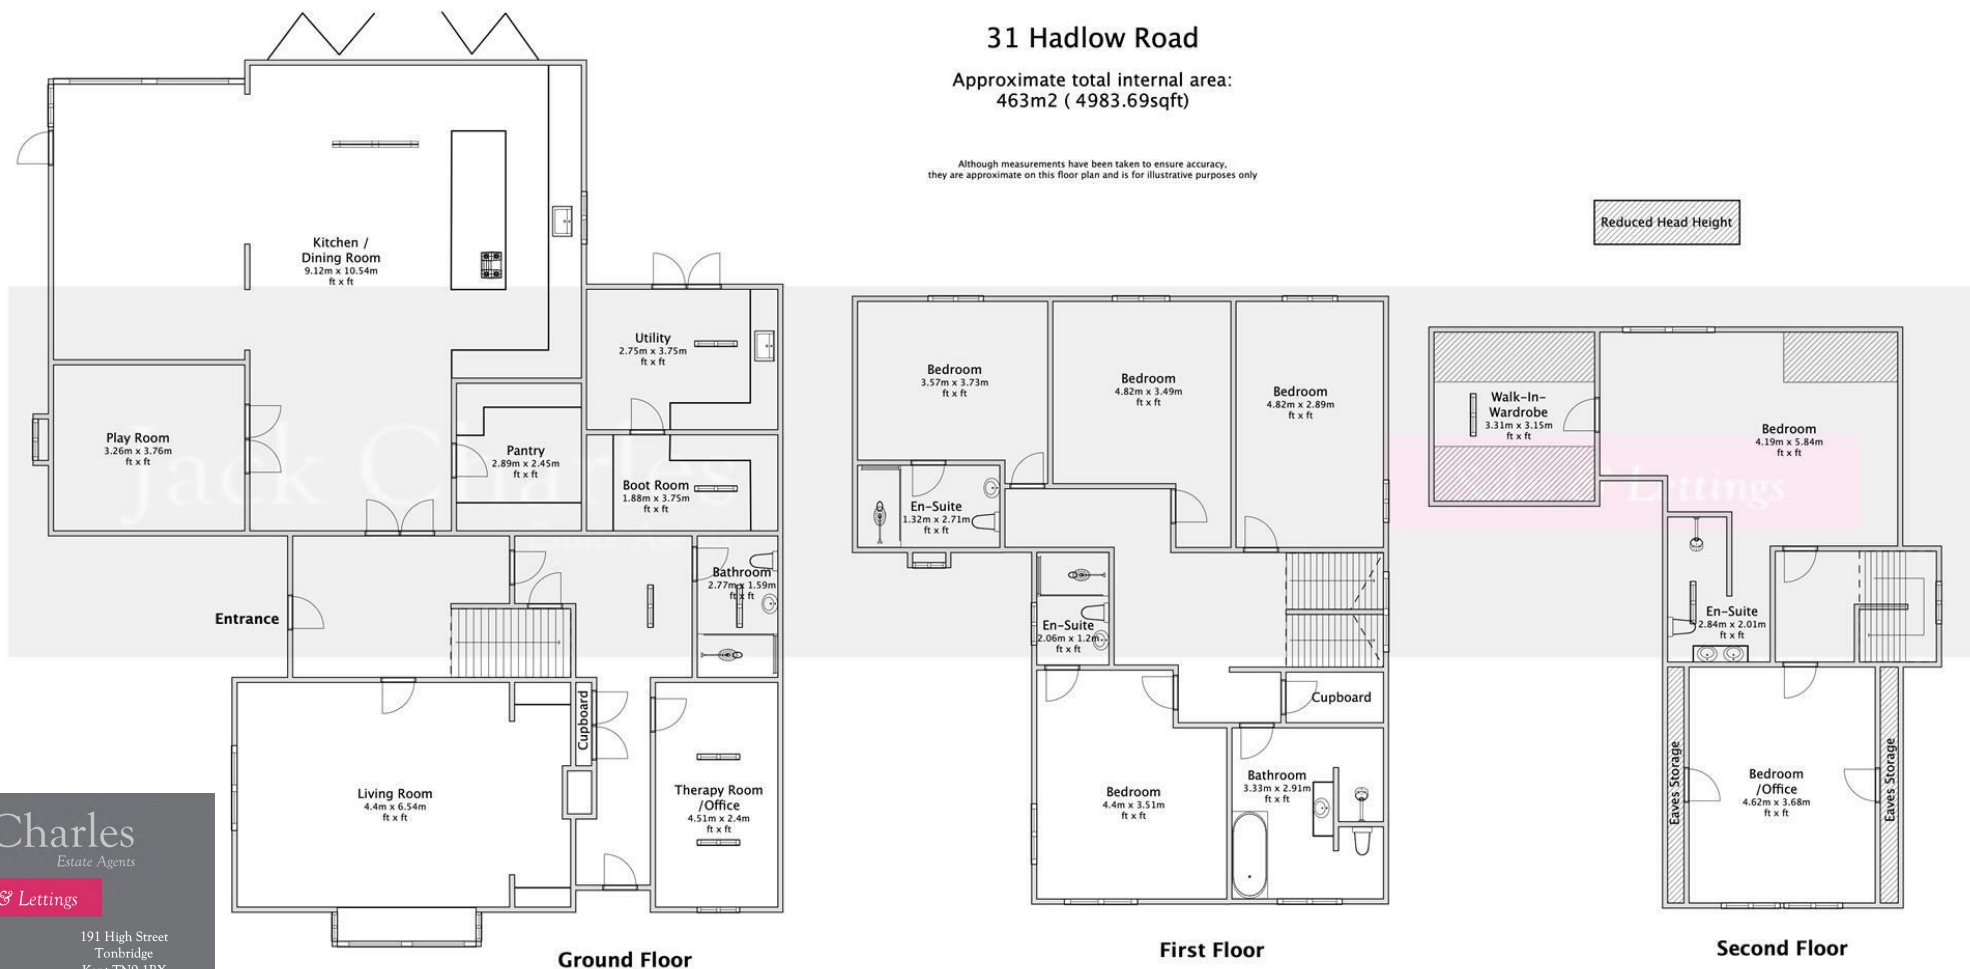 31 Hadlow Road
Approximate total internal area:
463m2 ( 4983.69sqft)
Although measurements have been taken to ensure accuracy,
they are approximate on this floor plan and is for illustrative purposes only
Reduced Head Height
Kitchen /
Dining Room
9.12m x 10.54m
ft x ft
Utility
2.75m x 3.75m
ft x ft
Play Room
3.26m x 3.76m
ft x ft
Pantry
2.89m x 2.45m
ft x ft
Boot Room
1.88m x 3.75m
ft x ft
Bathroom
2.77m x 1.59m
ft x ft
Entrance
Cupboard
Living Room
4.4m x 6.54m
ft x ft
Therapy Room
/Office
4.51m x 2.4m
ft x ft
Ground Floor
Bedroom
3.57m x 3.73m
ft x ft
Bedroom
4.82m x 3.49m
ft x ft
Bedroom
4.82m x 2.89m
ft x ft
En-Suite
1.32m x 2.71m
ft x ft
En-Suite
2.06m x 1.2m
ft x ft
Cupboard
Bedroom
4.4m x 3.51m
ft x ft
Bathroom
3.33m x 2.91m
ft x ft
First Floor
Walk-In-
Wardrobe
3.31m x 3.15m
ft x ft
Bedroom
4.19m x 5.84m
ft x ft
En-Suite
2.84m x 2.01m
ft x ft
Eaves Storage
Bedroom
/Office
4.62m x 3.68m
ft x ft
Eaves Storage
Second Floor
Jack Charles
Estate Agents
Lettings
Charles
Estate Agents
& Lettings
191 High Street
Tonbridge